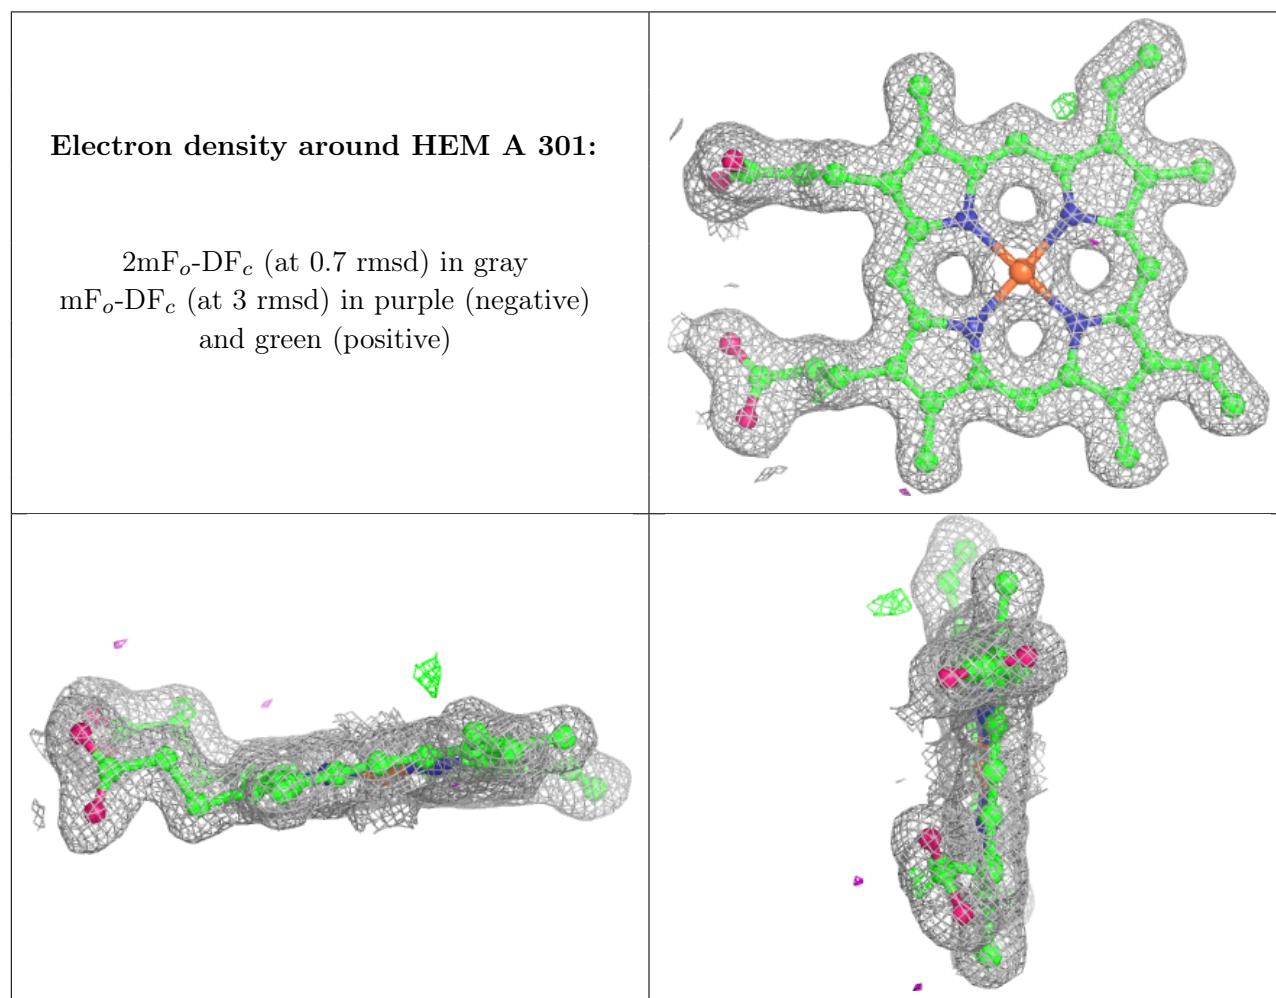 Electron density around HEM A 301:
2mFo-DFc (at 0.7 rmsd) in gray
mFo-DFc (at 3 rmsd) in purple (negative)
and green (positive)